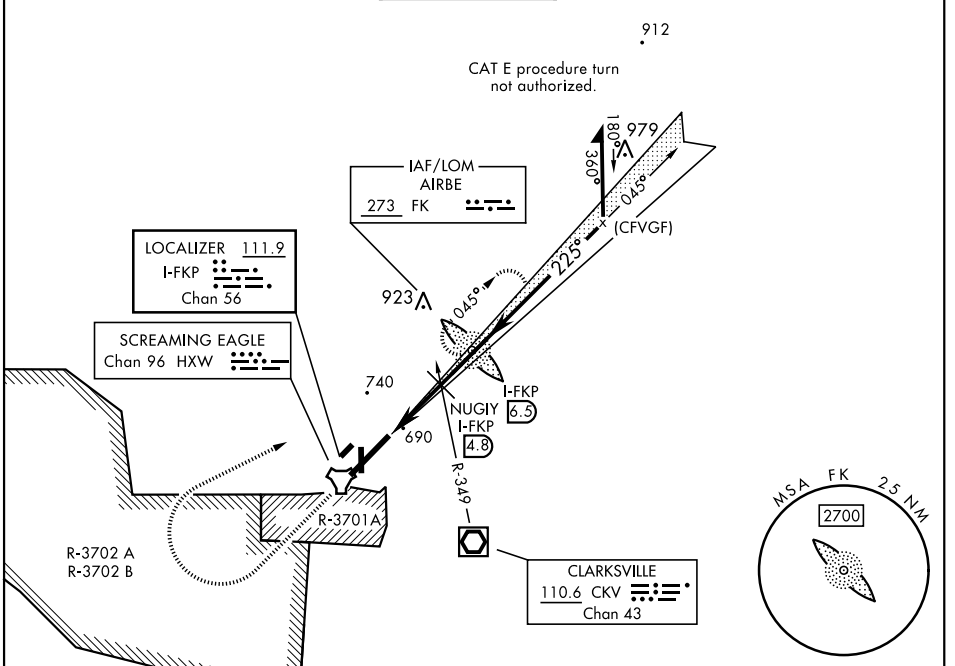 912
CAT E procedure turn
not authorized.
180°
979
360°
045°
(CFVGF)
225°
IAF/LOM
AIRBE
273 FK
LOCALIZER 111.9
I-FKP
Chan 56
923
045°
SCREAMING EAGLE
Chan 96 HXW
740
I-FKP
6.5
NUGIY
I-FKP
4.8
690
R-349
R-3701A
R-3702 A
R-3702 B
CLARKSVILLE
110.6 CKV
Chan 43
MSA FK 25 NM
2700